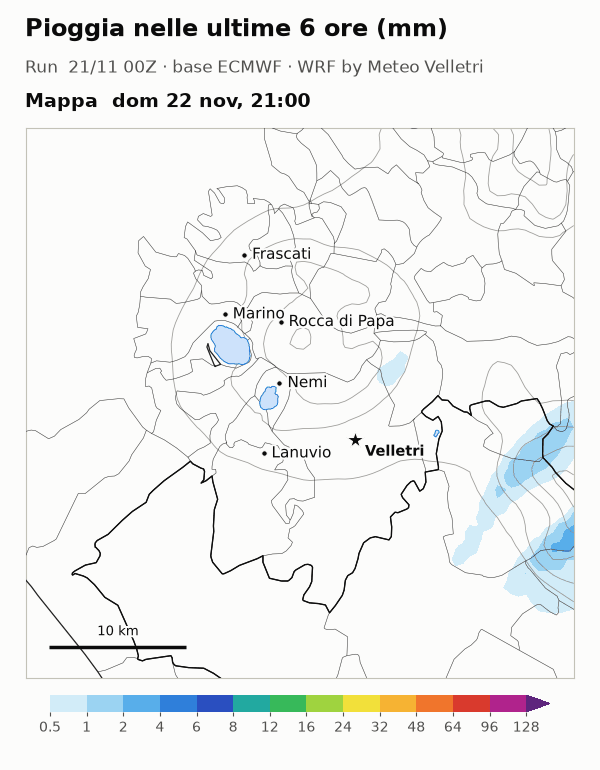 Pioggia nelle ultime 6 ore (mm)
Run  21/11 00Z · base ECMWF · WRF by Meteo Velletri
Mappa  dom 22 nov, 21:00
Frascati
Marino
Rocca di Papa
Nemi
Velletri
Lanuvio
10 km
0.5 1 2 4 6 8 12 16 24 32 48 64 96 128